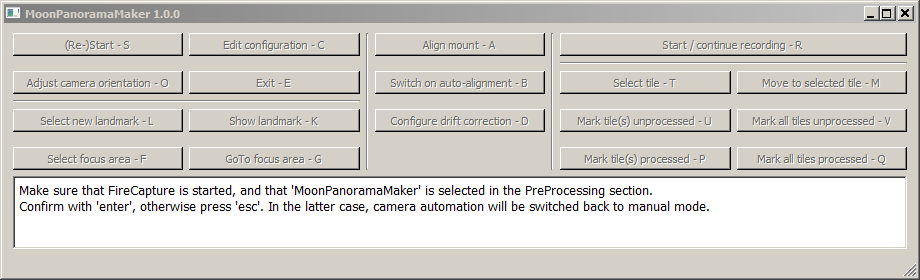 MoonPanoramaMaker 1.0.0
(Re-)Start - S
Edit configuration - C
Align mount - A
Start / continue recording - R
Adjust camera orientation - O
Exit - E
Switch on auto-alignment - B
Select tile - T
Move to selected tile - M
Select new landmark - L
Show landmark - K
Configure drift correction - D
Mark tile(s) unprocessed - U
Mark all tiles unprocessed - V
Select focus area - F
GoTo focus area - G
Mark tile(s) processed - P
Mark all tiles processed - Q
Make sure that FireCapture is started, and that 'MoonPanoramaMaker' is selected in the PreProcessing section.
Confirm with 'enter', otherwise press 'esc'. In the latter case, camera automation will be switched back to manual mode.